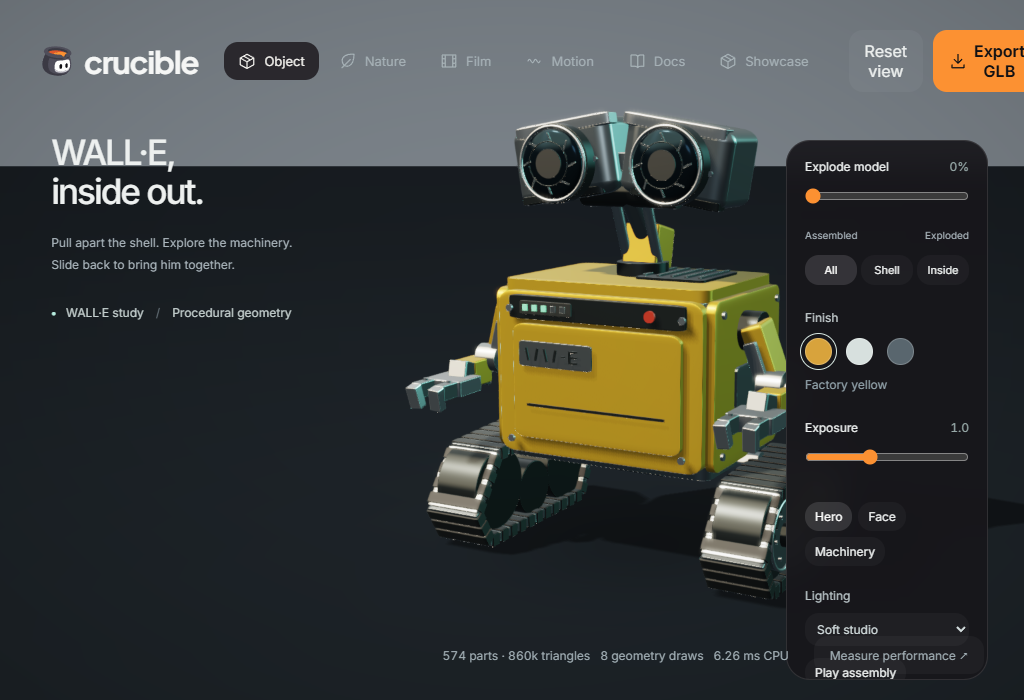 crucible
Object
Nature
Film
Motion
Docs
Showcase
Reset
view
Export
GLB
WALL·E,
inside out.
Pull apart the shell. Explore the machinery.
Slide back to bring him together.
• WALL·E study / Procedural geometry
Explode model 0%
Assembled Exploded
All Shell Inside
Finish
Factory yellow
Exposure 1.0
Hero Face
Machinery
Lighting
Soft studio
Measure performance ↗
Play assembly
574 parts · 860k triangles 8 geometry draws 6.26 ms CPU